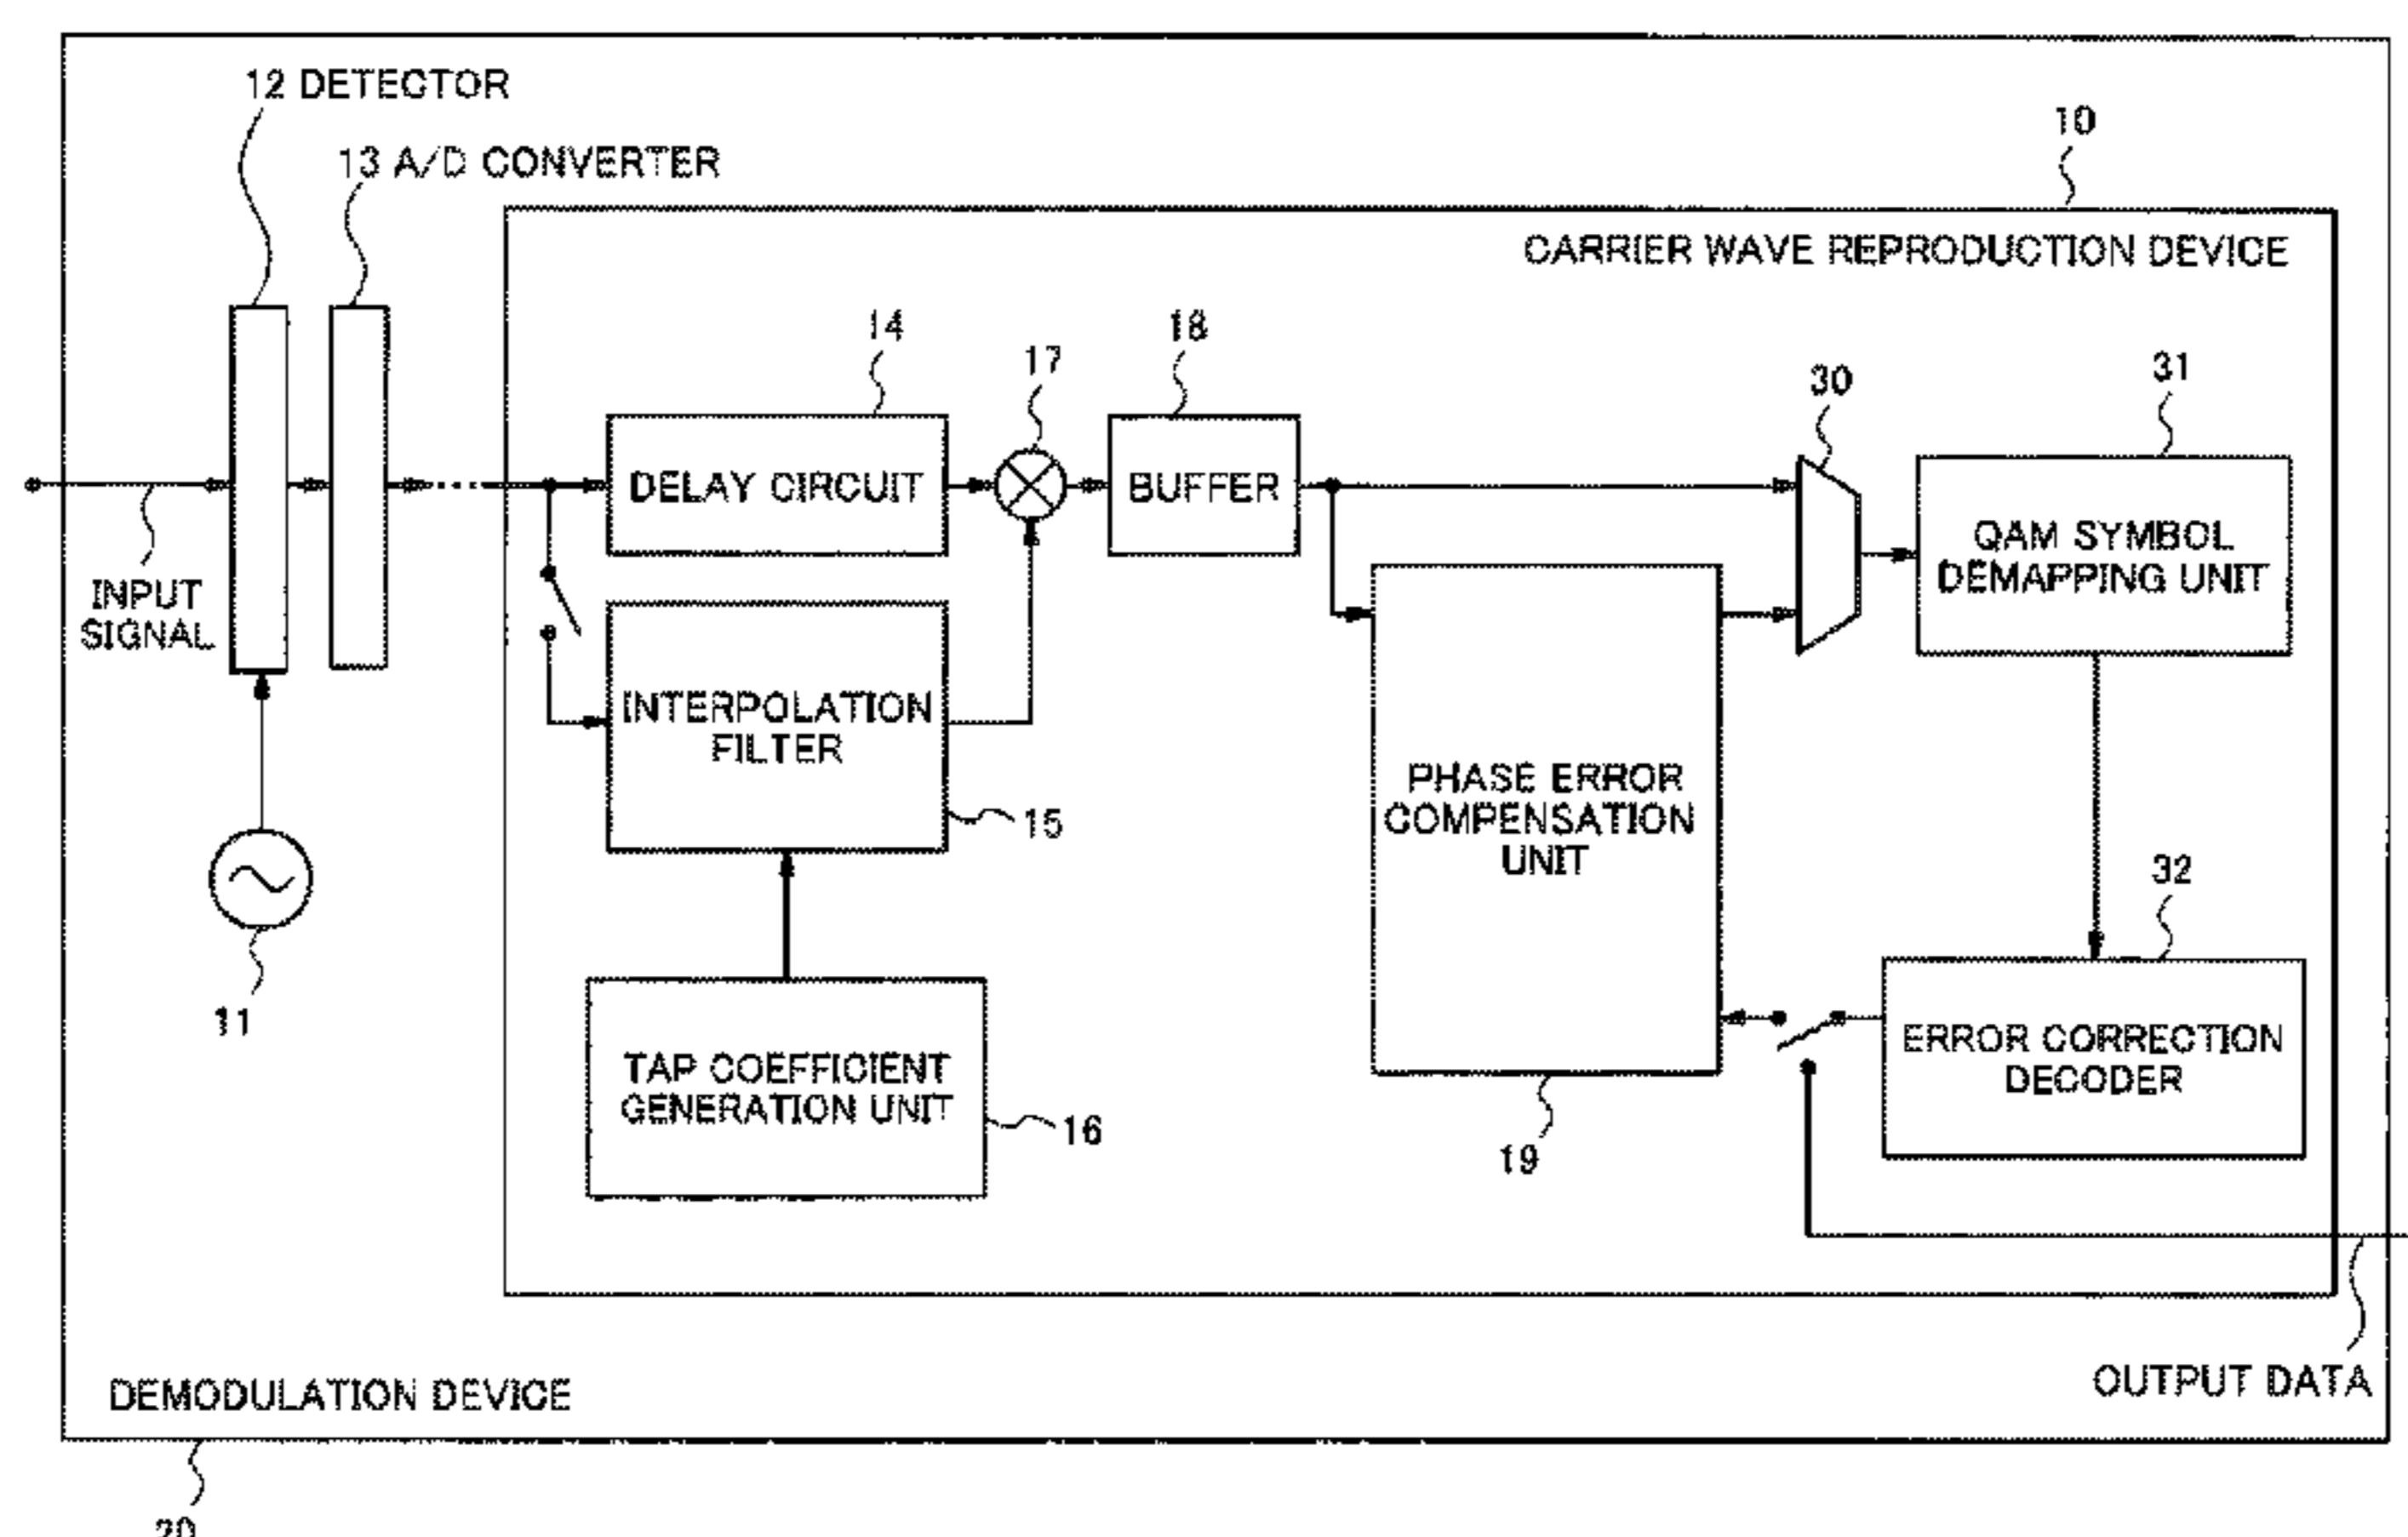 12 DETECTOR
13 A/D CONVERTER
10
CARRIER WAVE REPRODUCTION DEVICE
14
17
18
30
31
DELAY CIRCUIT
BUFFER
QAM SYMBOL
DEMAPPING UNIT
INPUT
SIGNAL
INTERPOLATION
FILTER
15
PHASE ERROR
COMPENSATION
UNIT
11
32
TAP COEFFICIENT
GENERATION UNIT
16
19
ERROR CORRECTION
DECODER
OUTPUT DATA
DEMODULATION DEVICE
20